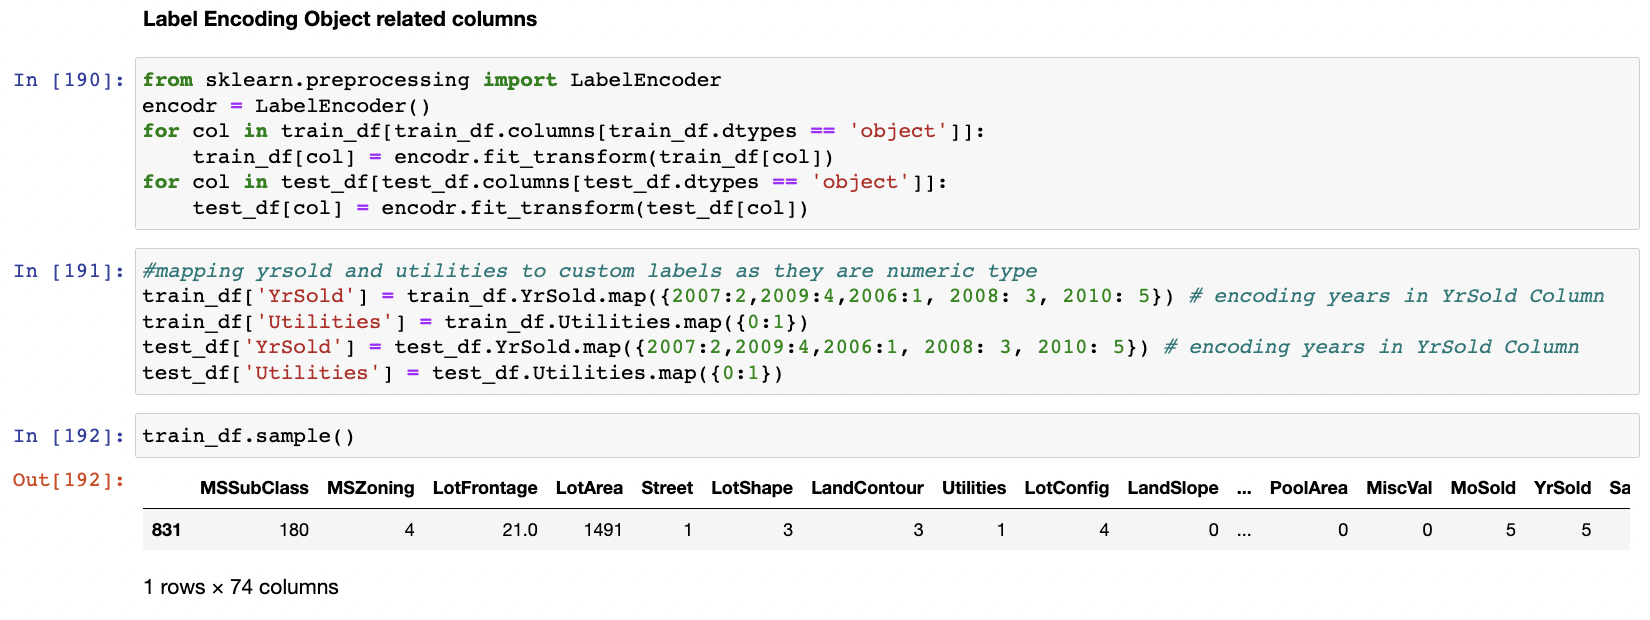 Label Encoding Object related columns
In [190]: from sklearn.preprocessing import LabelEncoder
encodr = LabelEncoder()
for col in train_df[train_df.columns[train_df.dtypes == 'object']]:
    train_df[col] = encodr.fit_transform(train_df[col])
for col in test_df[test_df.columns[test_df.dtypes == 'object']]:
    test_df[col] = encodr.fit_transform(test_df[col])
In [191]: #mapping yrsold and utilities to custom labels as they are numeric type
train_df['YrSold'] = train_df.YrSold.map({2007:2,2009:4,2006:1, 2008: 3, 2010: 5}) # encoding years in YrSold Column
train_df['Utilities'] = train_df.Utilities.map({0:1})
test_df['YrSold'] = test_df.YrSold.map({2007:2,2009:4,2006:1, 2008: 3, 2010: 5}) # encoding years in YrSold Column
test_df['Utilities'] = test_df.Utilities.map({0:1})
In [192]: train_df.sample()
Out[192]:
MSSubClass MSZoning LotFrontage LotArea Street LotShape LandContour Utilities LotConfig LandSlope ... PoolArea MiscVal MoSold YrSold Sa
831 180 4 21.0 1491 1 3 3 1 4 0 ... 0 0 5 5
1 rows × 74 columns